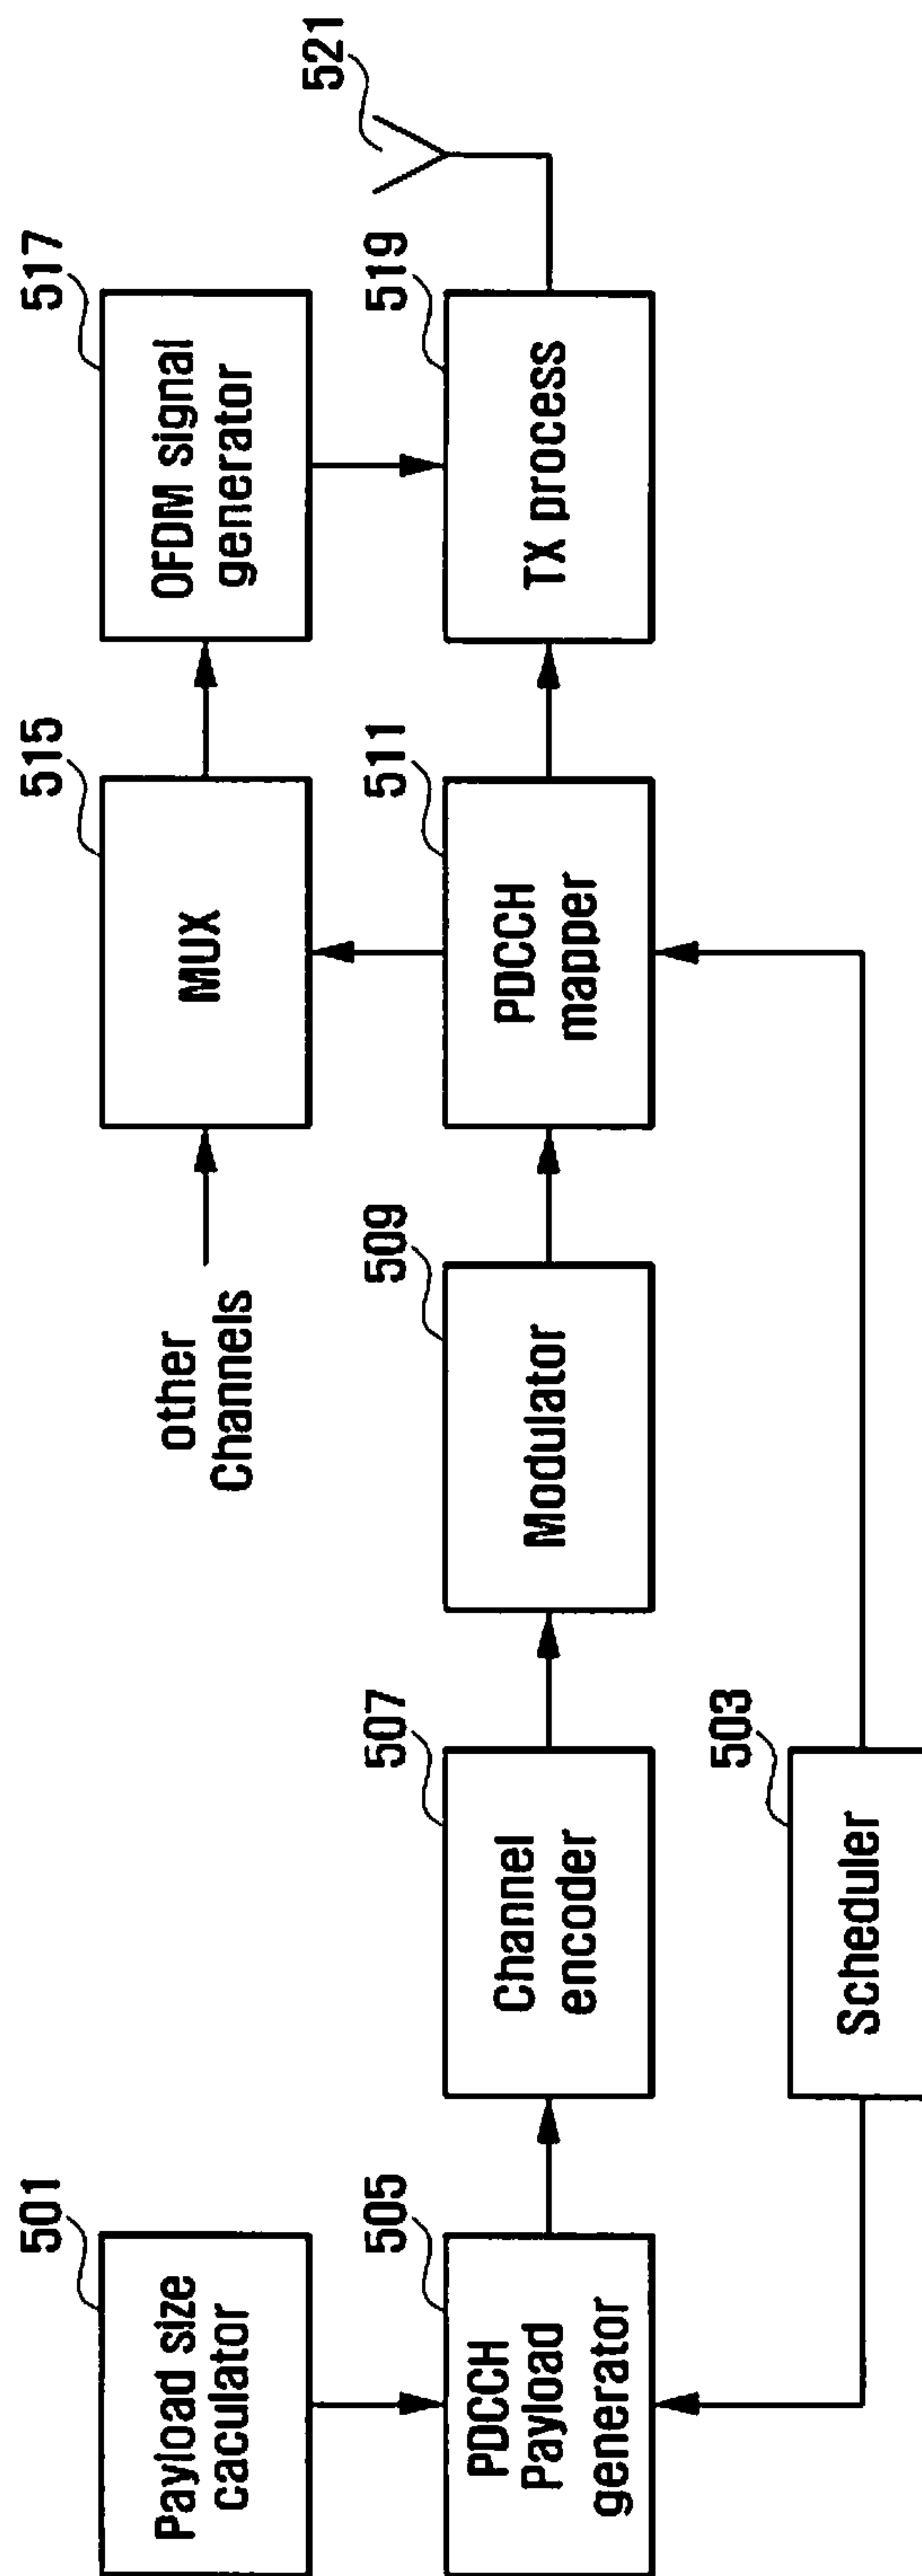 501
Payload size
caculator
505
PDCCH
Payload
generator
507
Channel
encoder
503
Scheduler
509
Modulator
other
Channels
515
MUX
511
PDCCH
mapper
517
OFDM signal
generator
519
TX process
521